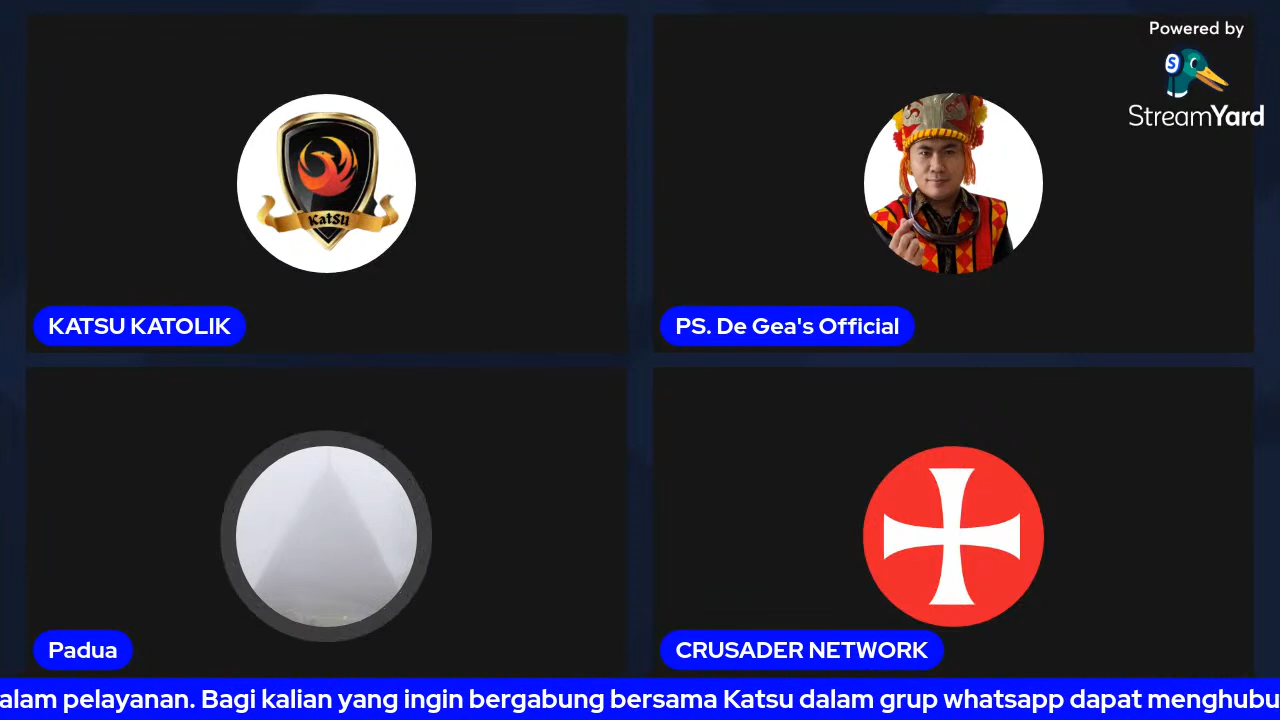 Powered by
S
StreamYard
KatSU
KATSU KATOLIK
PS. De Gea's Official
Padua
CRUSADER NETWORK
alam pelayanan. Bagi kalian yang ingin bergabung bersama Katsu dalam grup whatsapp dapat menghubu